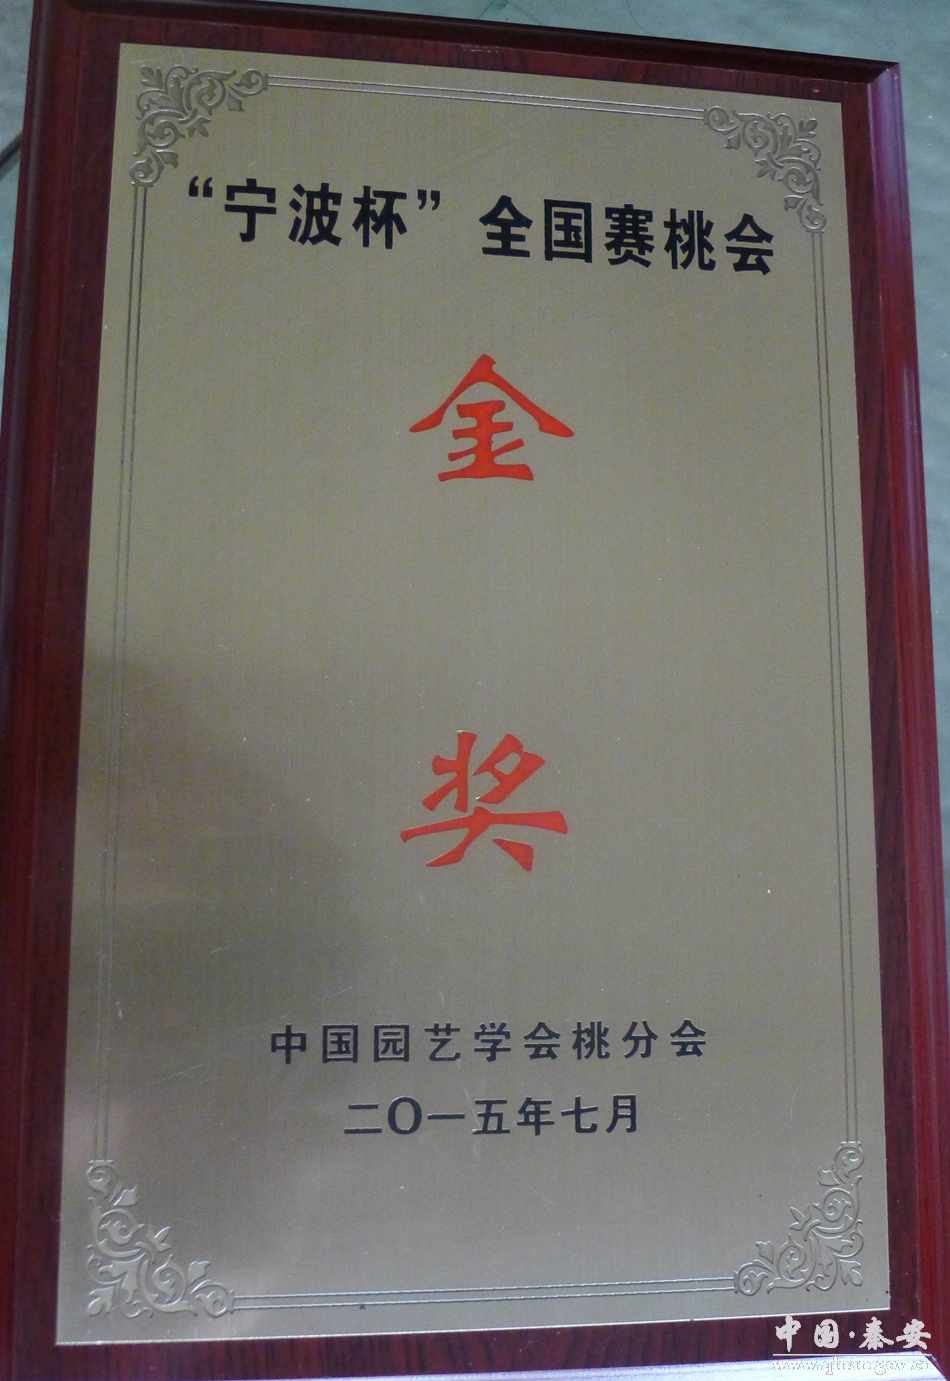 “宁波杯”全国赛桃会
金
奖
中国园艺学会桃分会
二〇一五年七月
中国·秦安